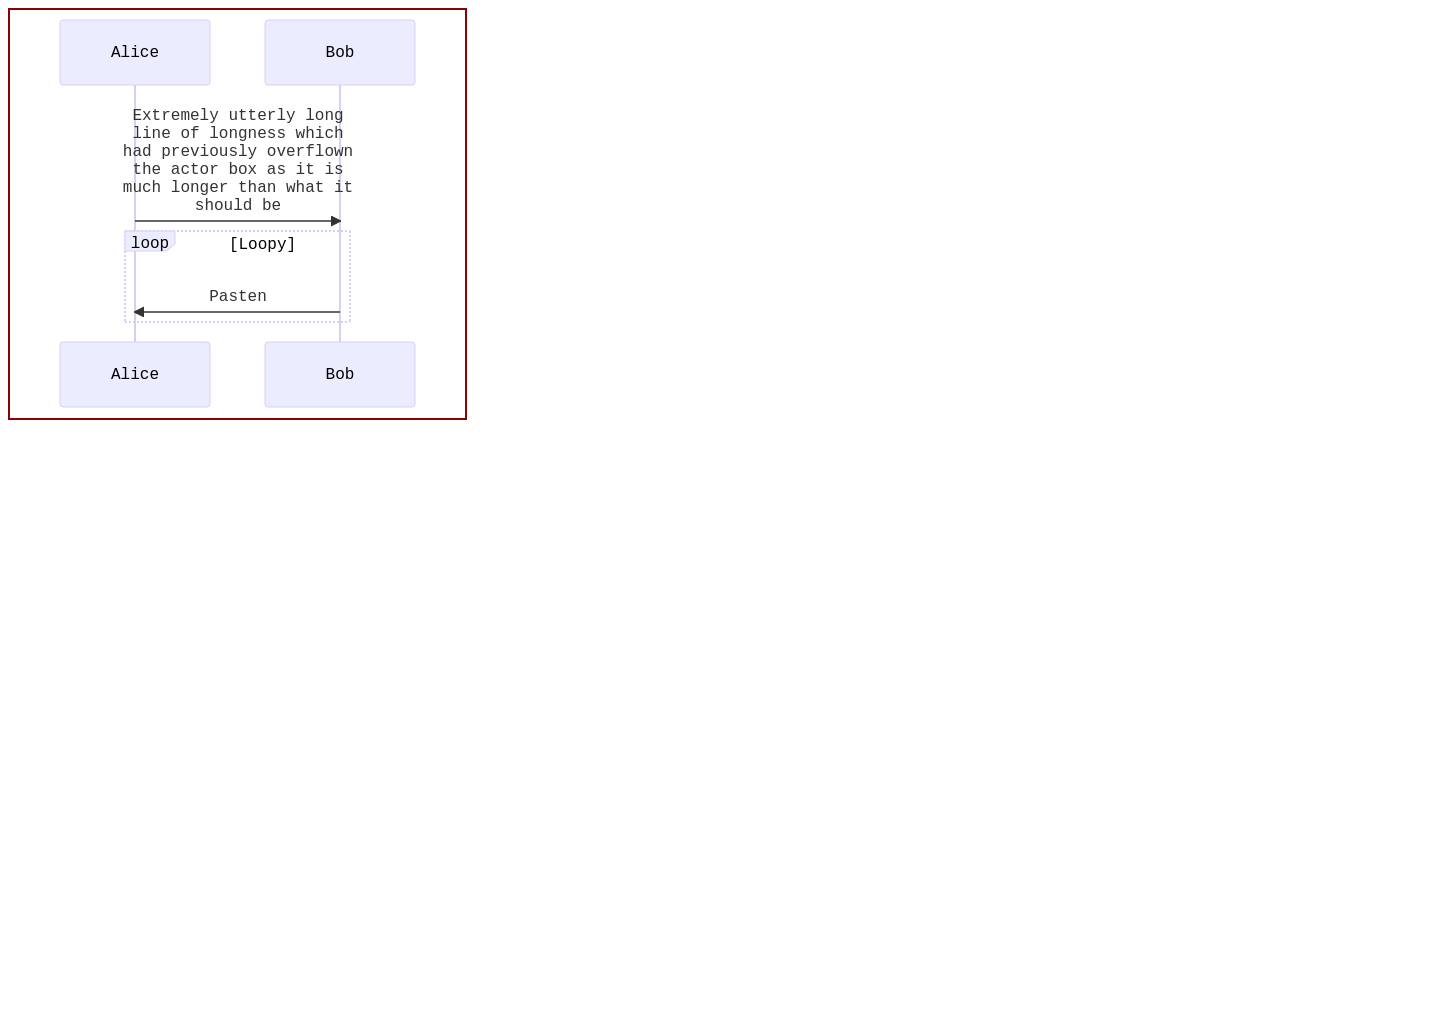 Alice
Bob
Extremely utterly long
line of longness which
had previously overflown
the actor box as it is
much longer than what it
should be
loop
[Loopy]
Pasten
Alice
Bob